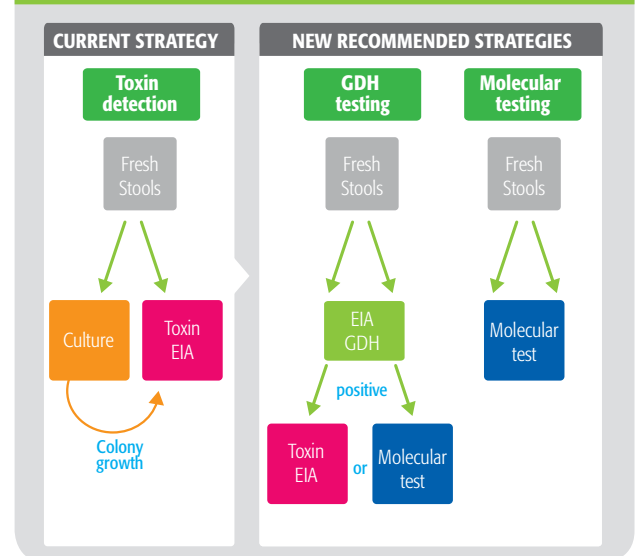 CURRENT STRATEGY
Toxin
detection
Fresh
Stools
Culture
Toxin
EIA
Colony
growth
NEW RECOMMENDED STRATEGIES
GDH
testing
Molecular
testing
Fresh
Stools
Fresh
Stools
EIA
GDH
Molecular
test
positive
Toxin
EIA
or
Molecular
test